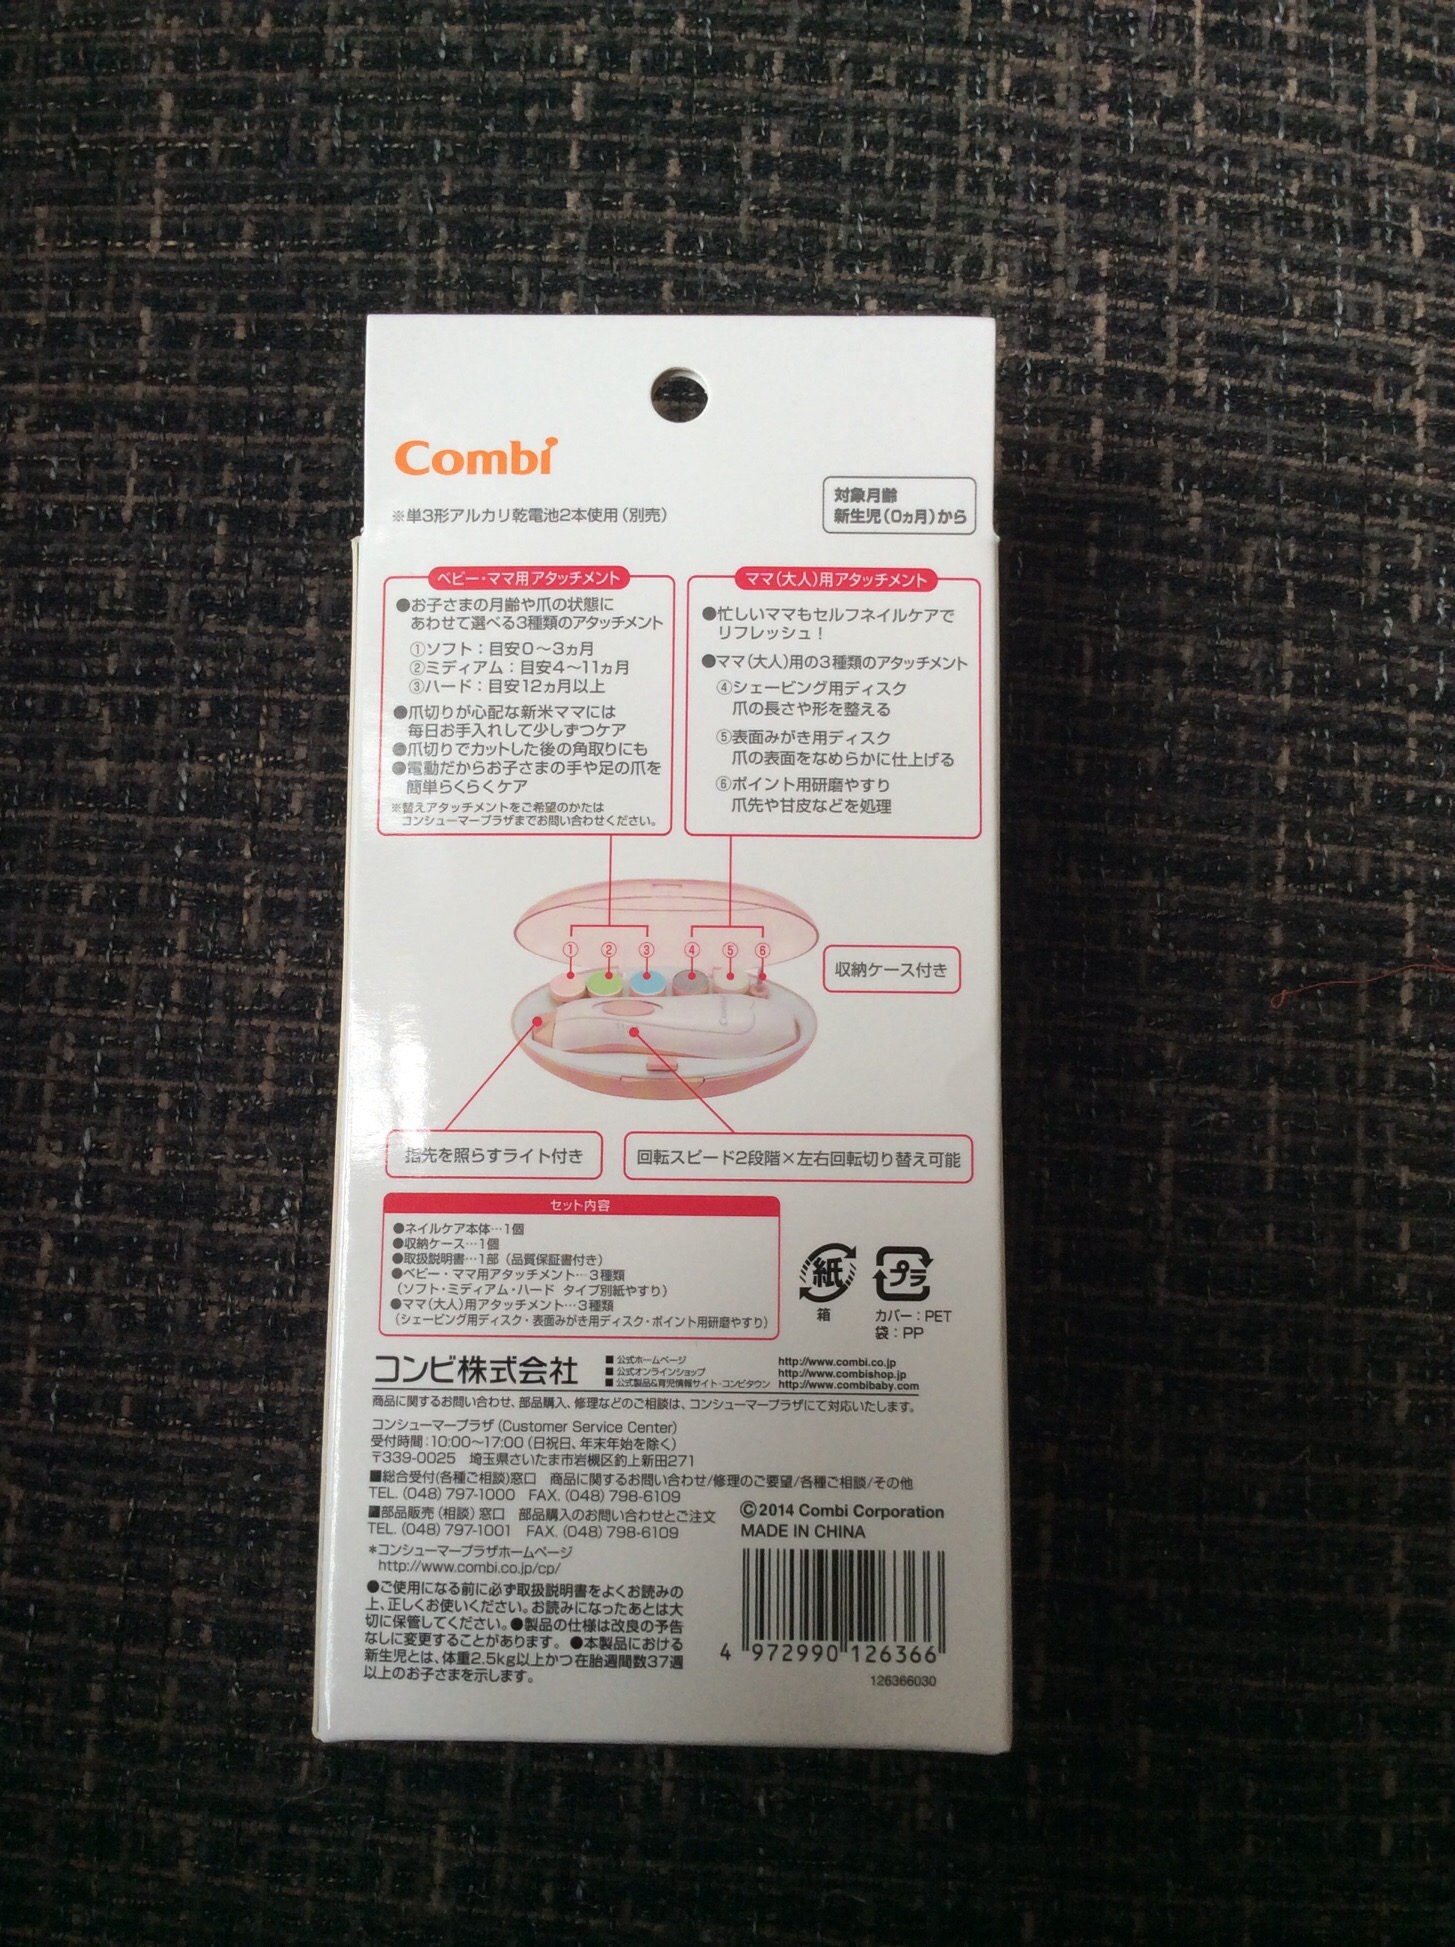 Combi
※単3形アルカリ乾電池2本使用(別売)
対象月齢
新生児(0ヵ月)から
ベビー・ママ用アタッチメント
●お子さまの月齢や爪の状態に
あわせて選べる3種類のアタッチメント
①ソフト：目安0〜3ヵ月
②ミディアム：目安4〜11ヵ月
③ハード：目安12ヵ月以上
●爪切りが心配な新米ママには
毎日お手入れして少しずつケア
●爪切りでカットした後の角取りにも
●電動だからお子さまの手や足の爪を
簡単らくらくケア
※替えアタッチメントをご希望のかたは
コンシューマープラザまでお問い合わせください。
ママ(大人)用アタッチメント
●忙しいママもセルフネイルケアで
リフレッシュ！
●ママ(大人)用の3種類のアタッチメント
④シェービング用ディスク
爪の長さや形を整える
⑤表面みがき用ディスク
爪の表面をなめらかに仕上げる
⑥ポイント用研磨やすり
爪先や甘皮などを処理
① ② ③ ④ ⑤ ⑥
Combi
収納ケース付き
指先を照らすライト付き
回転スピード2段階×左右回転切り替え可能
セット内容
●ネイルケア本体…1個
●収納ケース…1個
●取扱説明書…1部(品質保証書付き)
●ベビー・ママ用アタッチメント…3種類
(ソフト・ミディアム・ハード タイプ別紙やすり)
●ママ(大人)用アタッチメント…3種類
(シェービング用ディスク・表面みがき用ディスク・ポイント用研磨やすり)
紙
箱
プラ
カバー：PET
袋：PP
コンビ株式会社
■公式ホームページ http://www.combi.co.jp
■公式オンラインショップ http://www.combishop.jp
■公式製品&育児情報サイト・コンビタウン http://www.combibaby.com
商品に関するお問い合わせ、部品購入、修理などのご相談は、コンシューマープラザにて対応いたします。
コンシューマープラザ(Customer Service Center)
受付時間：10:00〜17:00(日祝日、年末年始を除く)
〒339-0025 埼玉県さいたま市岩槻区釣上新田271
■総合受付(各種ご相談)窓口 商品に関するお問い合わせ/修理のご要望/各種ご相談/その他
TEL. (048) 797-1000 FAX. (048) 798-6109
■部品販売(相談)窓口 部品購入のお問い合わせとご注文
TEL. (048) 797-1001 FAX. (048) 798-6109
*コンシューマープラザホームページ
http://www.combi.co.jp/cp/
●ご使用になる前に必ず取扱説明書をよくお読みの
上、正しくお使いください。お読みになったあとは大
切に保管してください。●製品の仕様は改良の予告
なしに変更することがあります。●本製品における
新生児とは、体重2.5kg以上かつ在胎週間数37週
以上のお子さまを示します。
©2014 Combi Corporation
MADE IN CHINA
4 972990 126366
126366030